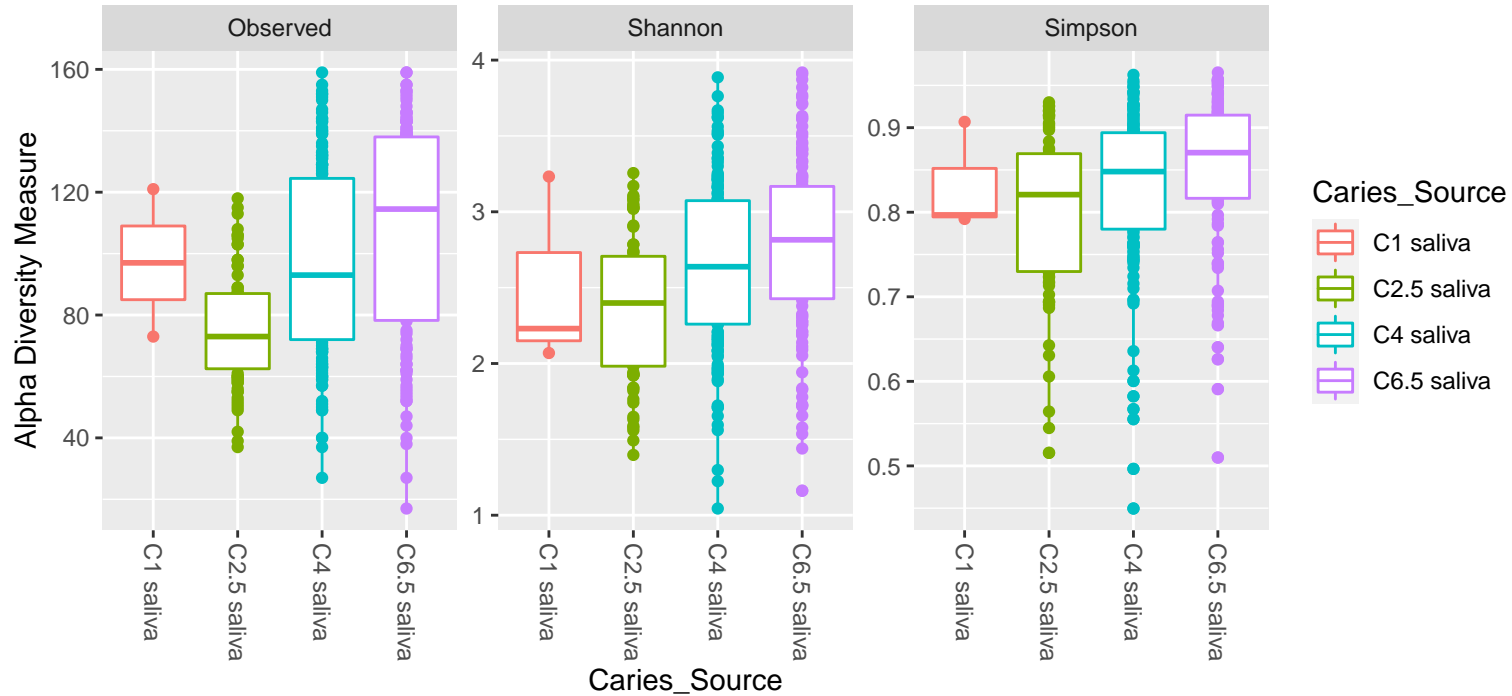 Observed
Shannon
Simpson
Alpha Diversity Measure
160
120
80
40
4
3
2
1
0.9
0.8
0.7
0.6
0.5
C1 saliva
C2.5 saliva
C4 saliva
C6.5 saliva
C1 saliva
C2.5 saliva
C4 saliva
C6.5 saliva
C1 saliva
C2.5 saliva
C4 saliva
C6.5 saliva
Caries_Source
Caries_Source
C1 saliva
C2.5 saliva
C4 saliva
C6.5 saliva